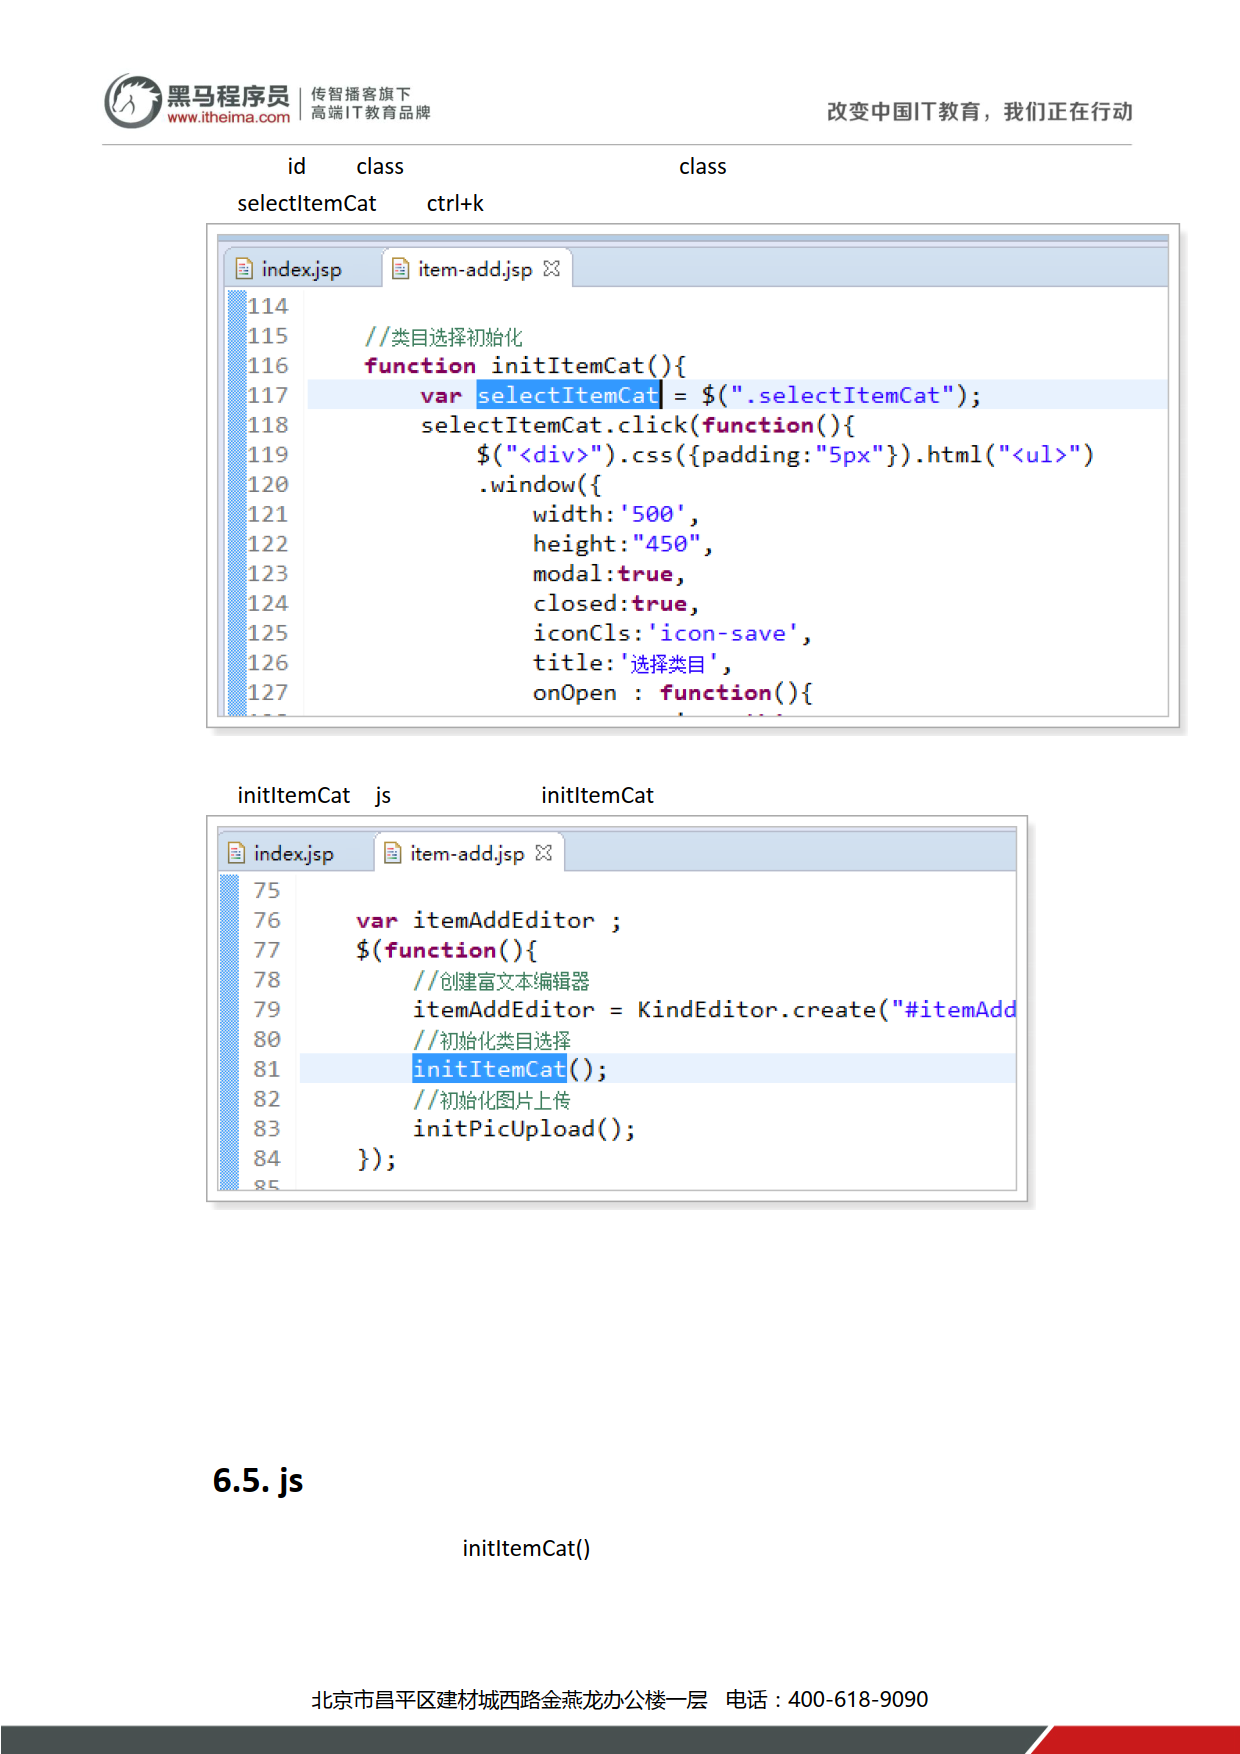 黑马程序员
www.itheima.com
传智播客旗下
高端IT教育品牌
改变中国IT教育，我们正在行动
id class class
selectItemCat ctrl+k
index.jsp item-add.jsp
114
115 //类目选择初始化
116 function initItemCat(){
117 var selectItemCat = $(".selectItemCat");
118 selectItemCat.click(function(){
119 $("<div>").css({padding:"5px"}).html("<ul>")
120 .window({
121 width:'500',
122 height:"450",
123 modal:true,
124 closed:true,
125 iconCls:'icon-save',
126 title:'选择类目',
127 onOpen : function(){
initItemCat js initItemCat
index.jsp item-add.jsp
75
76 var itemAddEditor ;
77 $(function(){
78 //创建富文本编辑器
79 itemAddEditor = KindEditor.create("#itemAdd
80 //初始化类目选择
81 initItemCat();
82 //初始化图片上传
83 initPicUpload();
84 });
85
6.5. js
initItemCat()
北京市昌平区建材城西路金燕龙办公楼一层 电话：400-618-9090